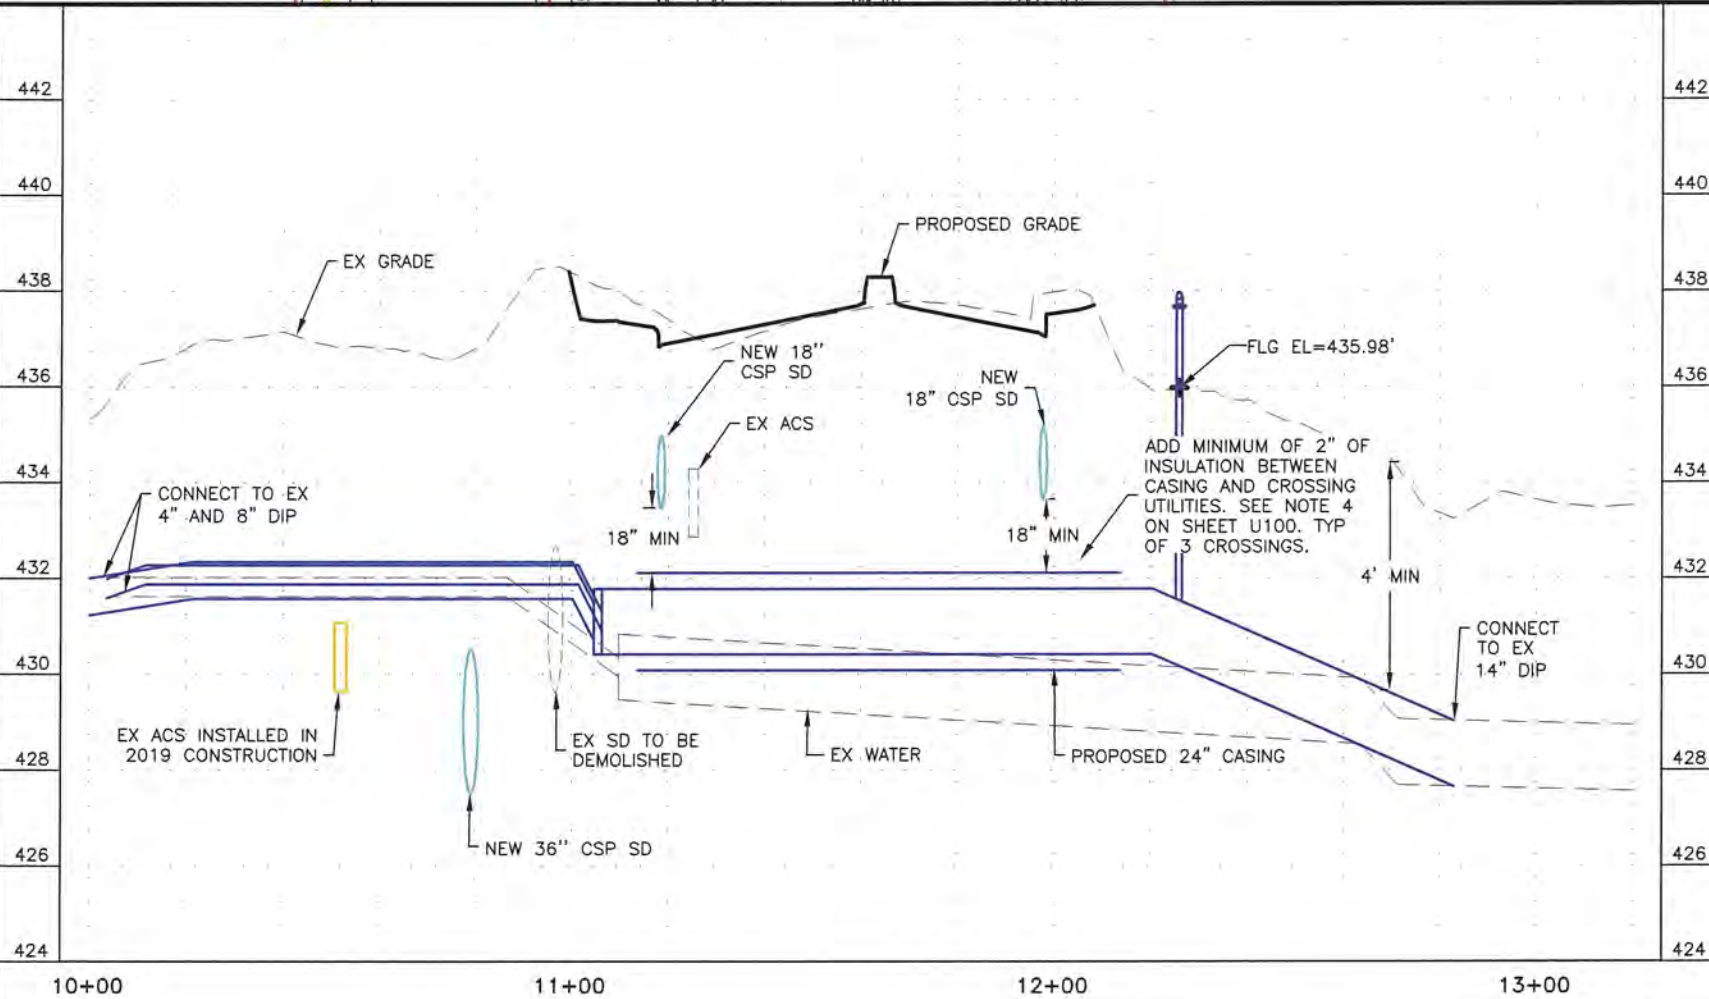 442
442
440
440
PROPOSED GRADE
EX GRADE
438
438
NEW 18"
CSP SD
FLG EL=435.98'
436
436
NEW
18" CSP SD
EX ACS
ADD MINIMUM OF 2" OF
INSULATION BETWEEN
CASING AND CROSSING
UTILITIES. SEE NOTE 4
ON SHEET U100. TYP
OF 3 CROSSINGS.
434
434
CONNECT TO EX
4" AND 8" DIP
18" MIN
18" MIN
432
432
4' MIN
CONNECT
TO EX
14" DIP
430
430
EX ACS INSTALLED IN
2019 CONSTRUCTION
EX SD TO BE
DEMOLISHED
EX WATER
PROPOSED 24" CASING
428
428
NEW 36" CSP SD
426
426
424
424
10+00
11+00
12+00
13+00